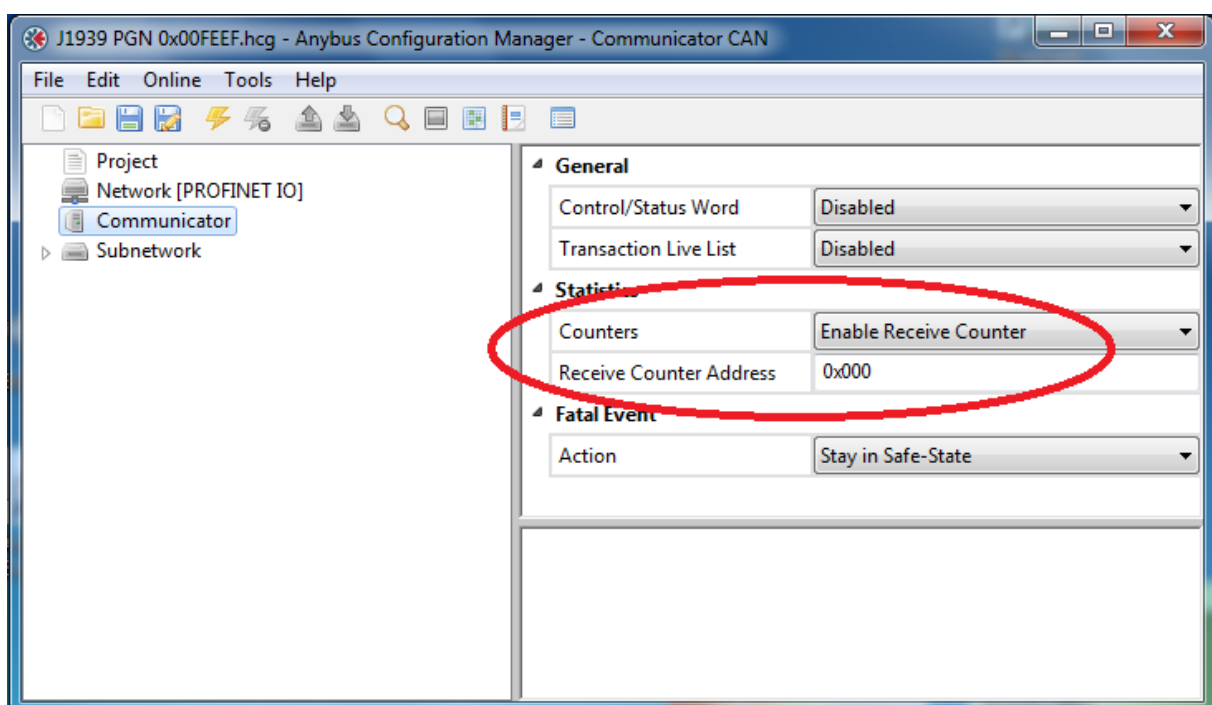 J1939 PGN 0x00FEEF.hcg - Anybus Configuration Manager - Communicator CAN
File Edit Online Tools Help
Project
Network [PROFINET IO]
Communicator
Subnetwork
General
Control/Status Word Disabled
Transaction Live List Disabled
Statistics
Counters Enable Receive Counter
Receive Counter Address 0x000
Fatal Event
Action Stay in Safe-State